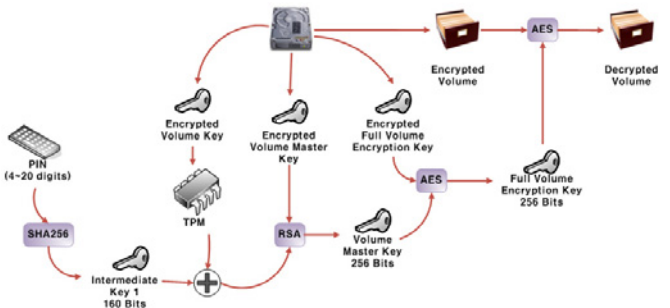 AES
Encrypted
Volume
Decrypted
Volume
Encrypted
Volume Key
Encrypted
Volume Master
Key
Encrypted
Full Volume
Encryption Key
PIN
(4~20 digits)
AES
Full Volume
Encryption Key
256 Bits
TPM
SHA256
RSA
Volume
Master Key
256 Bits
Intermediate
Key 1
160 Bits